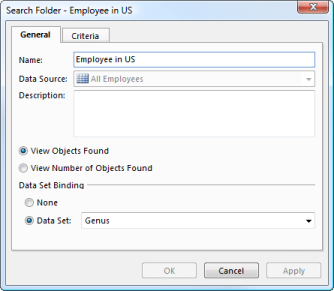 Search Folder - Employee in US
General Criteria
Name: Employee in US
Data Source: All Employees
Description:
View Objects Found
View Number of Objects Found
Data Set Binding
None
Data Set: Genus
OK Cancel Apply